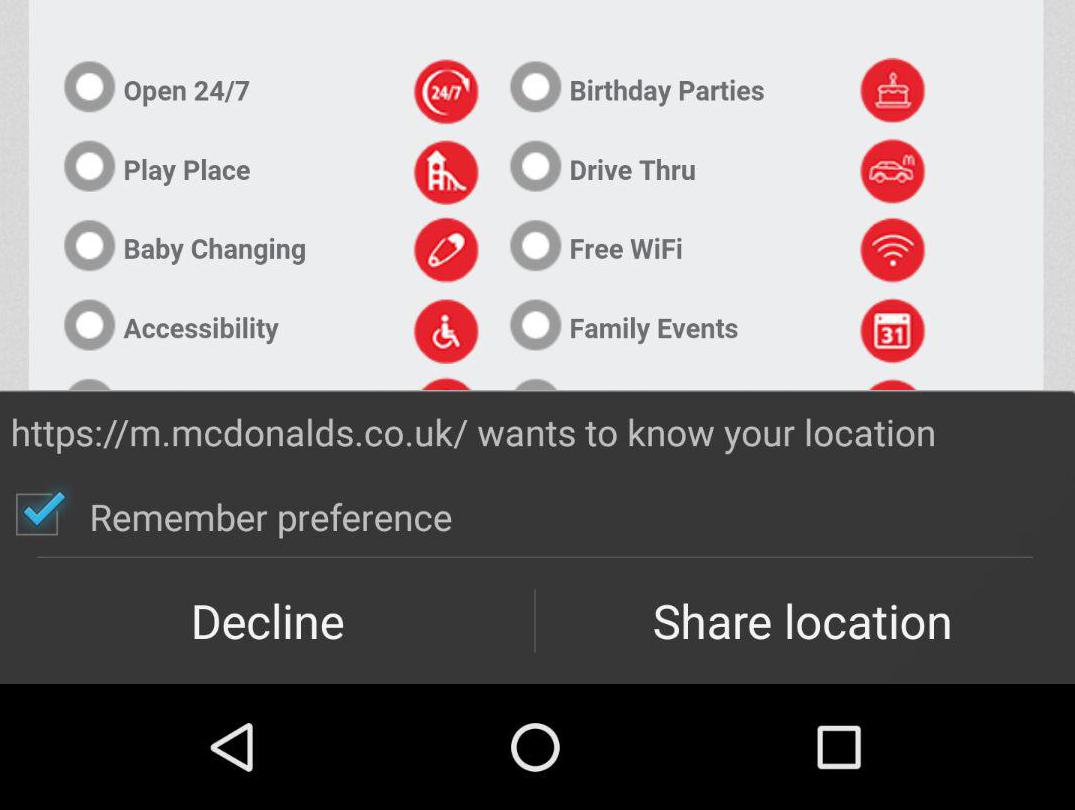 Open 24/7 24/7 Birthday Parties
Play Place Drive Thru m
Baby Changing Free WiFi
Accessibility Family Events 31
https://m.mcdonalds.co.uk/ wants to know your location
Remember preference
Decline Share location